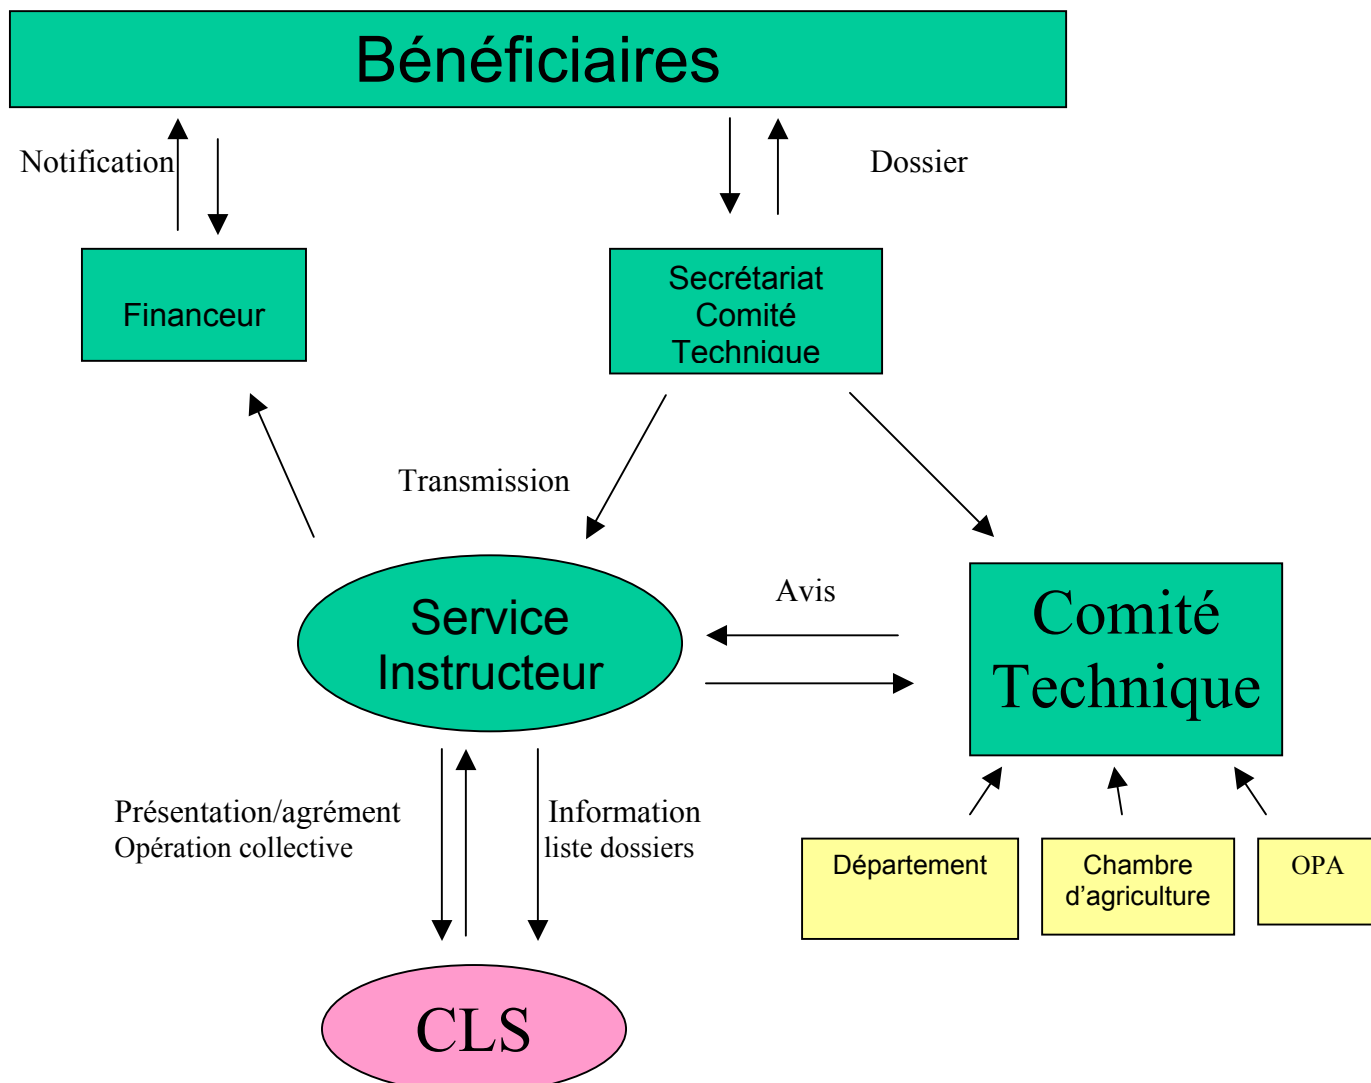 Bénéficiaires
Notification
Dossier
Financeur
Secrétariat
Comité
Technique
Transmission
Service
Instructeur
Avis
Comité
Technique
Présentation/agrément
Opération collective
Information
liste dossiers
Département
Chambre
d’agriculture
OPA
CLS